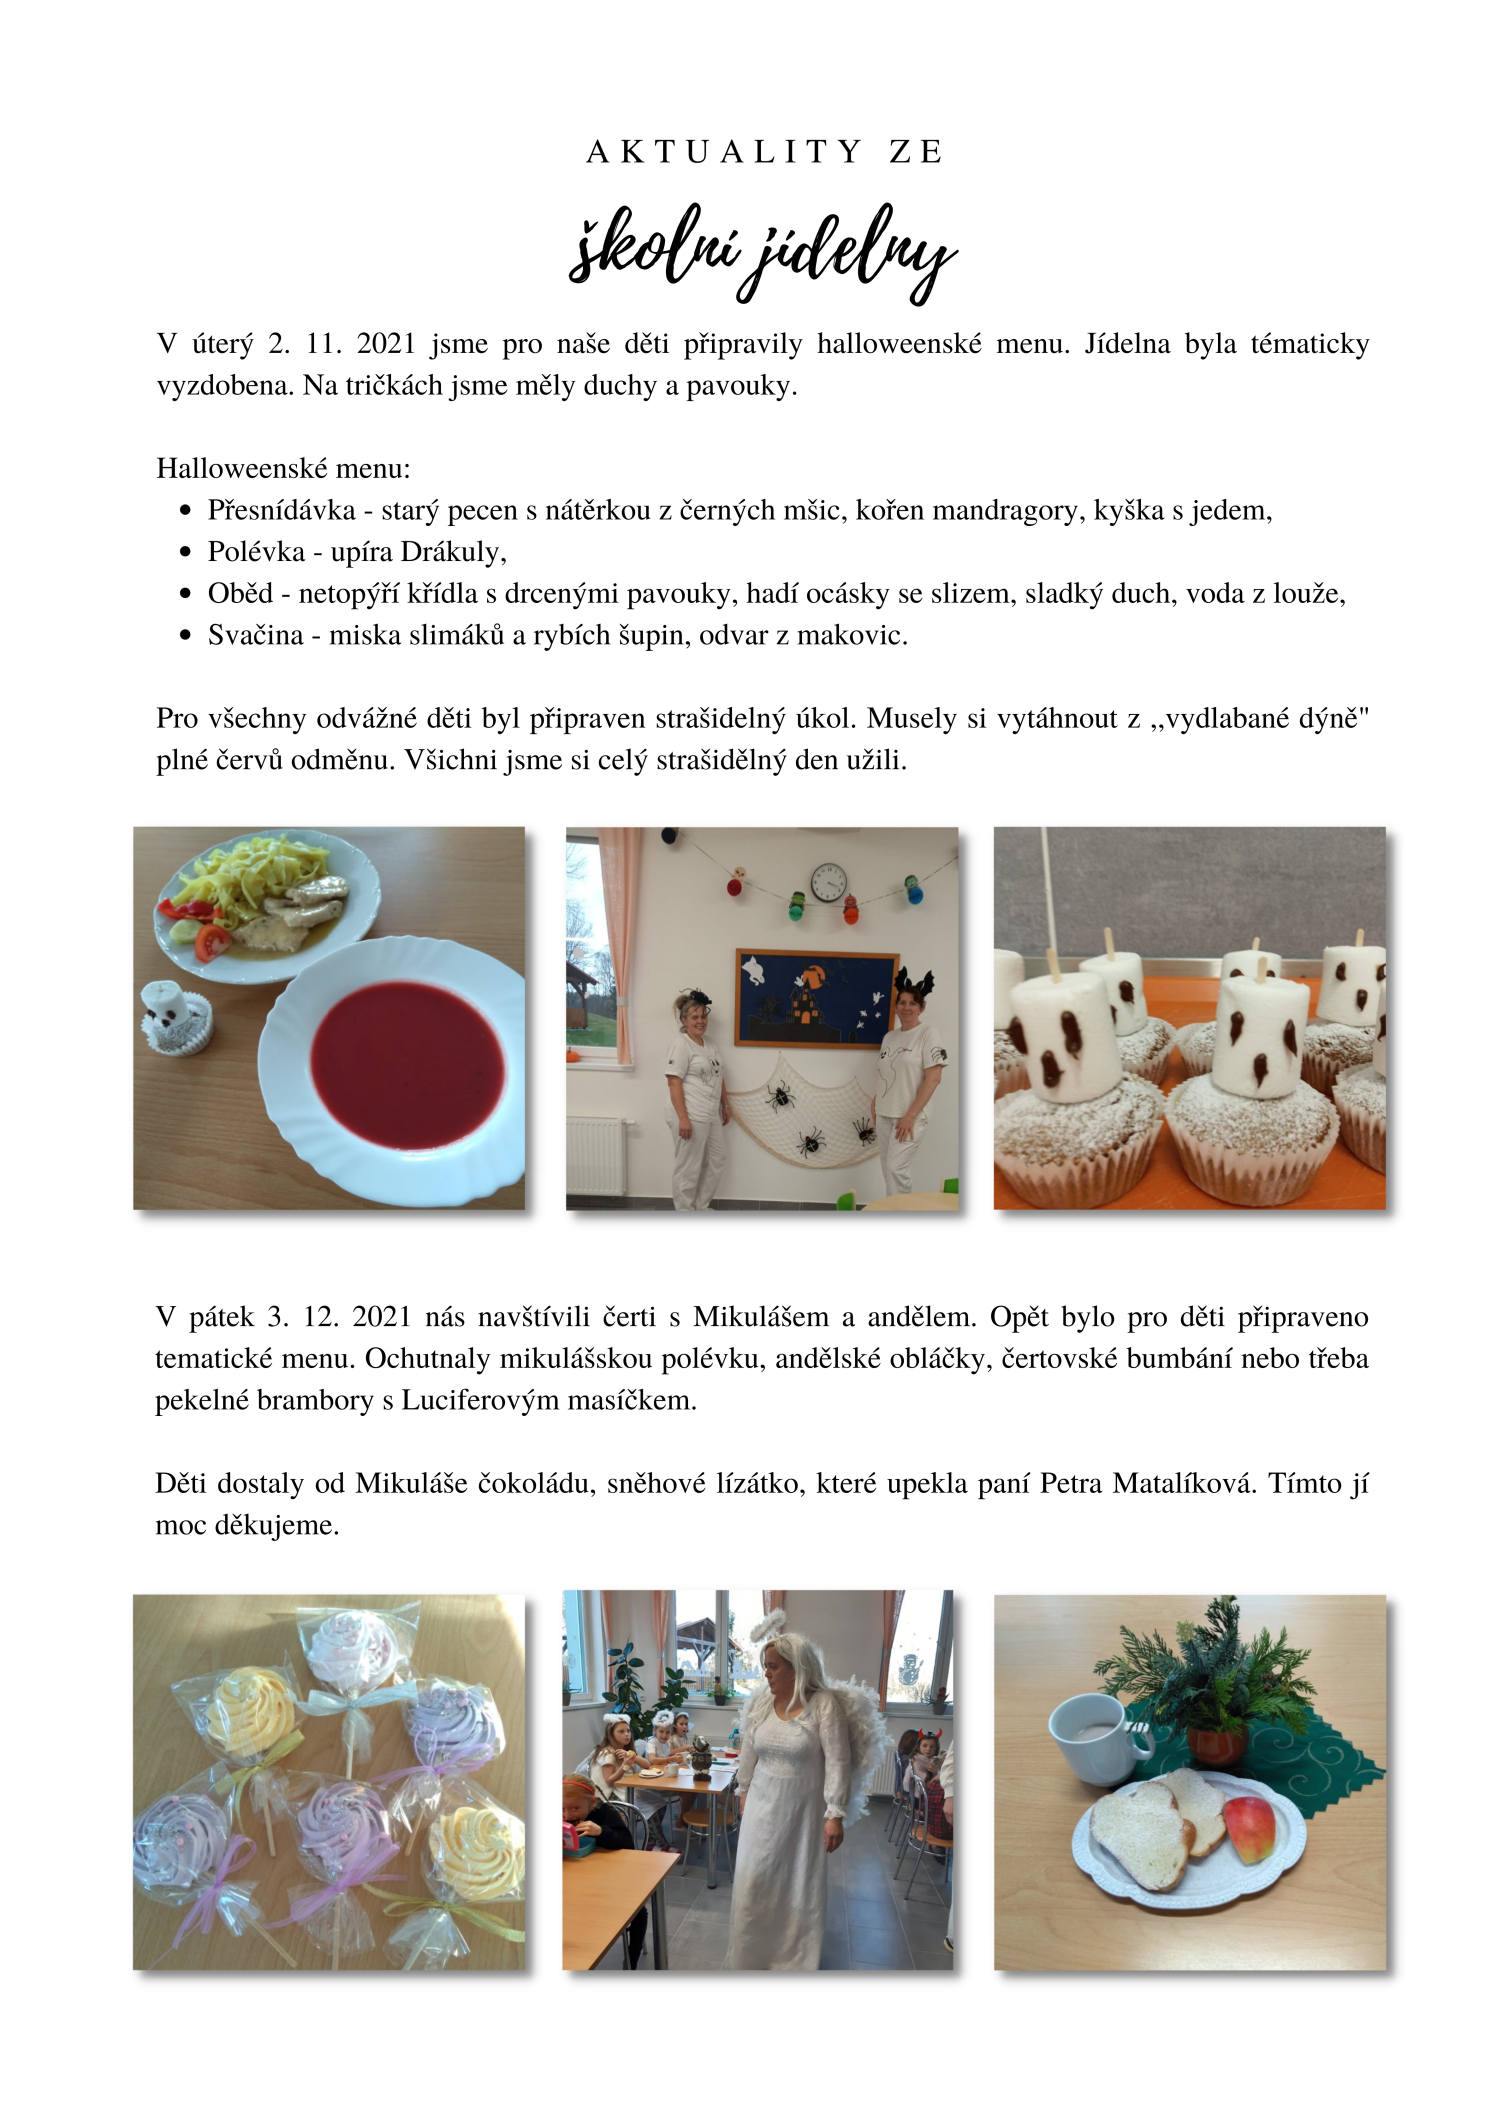 AKTUALITY ZE
školní jídelny
V úterý 2. 11. 2021 jsme pro naše děti připravily halloweenské menu. Jídelna byla tématicky
vyzdobena. Na tričkách jsme měly duchy a pavouky.
Halloweenské menu:
• Přesnídávka - starý pecen s nátěrkou z černých mšic, kořen mandragory, kyška s jedem,
• Polévka - upíra Drákuly,
• Oběd - netopýří křídla s drcenými pavouky, hadí ocásky se slizem, sladký duch, voda z louže,
• Svačina - miska slimáků a rybích šupin, odvar z makovic.
Pro všechny odvážné děti byl připraven strašidelný úkol. Musely si vytáhnout z ,,vydlabané dýně"
plné červů odměnu. Všichni jsme si celý strašidělný den užili.
V pátek 3. 12. 2021 nás navštívili čerti s Mikulášem a andělem. Opět bylo pro děti připraveno
tematické menu. Ochutnaly mikulášskou polévku, andělské obláčky, čertovské bumbání nebo třeba
pekelné brambory s Luciferovým masíčkem.
Děti dostaly od Mikuláše čokoládu, sněhové lízátko, které upekla paní Petra Matalíková. Tímto jí
moc děkujeme.